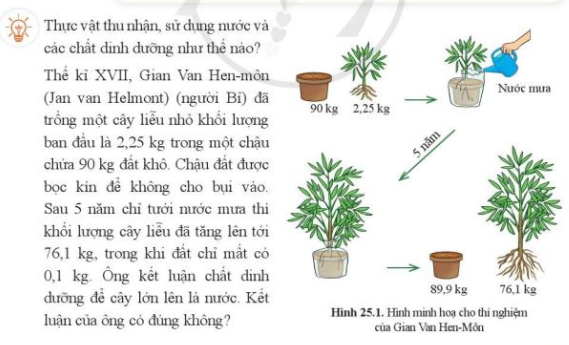 Thực vật thu nhận, sử dụng nước và
các chất dinh dưỡng như thế nào?
Thế kỉ XVII, Gian Van Hen-môn
(Jan van Helmont) (người Bỉ) đã
trồng một cây liễu nhỏ khối lượng
ban đầu là 2,25 kg trong một chậu
chứa 90 kg đất khô. Chậu đất được
bọc kín để không cho bụi vào.
Sau 5 năm chỉ tưới nước mưa thì
khối lượng cây liễu đã tăng lên tới
76,1 kg, trong khi đất chỉ mất có
0,1 kg. Ông kết luận chất dinh
dưỡng để cây lớn lên là nước. Kết
luận của ông có đúng không?
90 kg
2,25 kg
Nước mưa
5 năm
89,9 kg
76,1 kg
Hình 25.1. Hình minh hoạ cho thí nghiệm
của Gian Van Hen-Môn